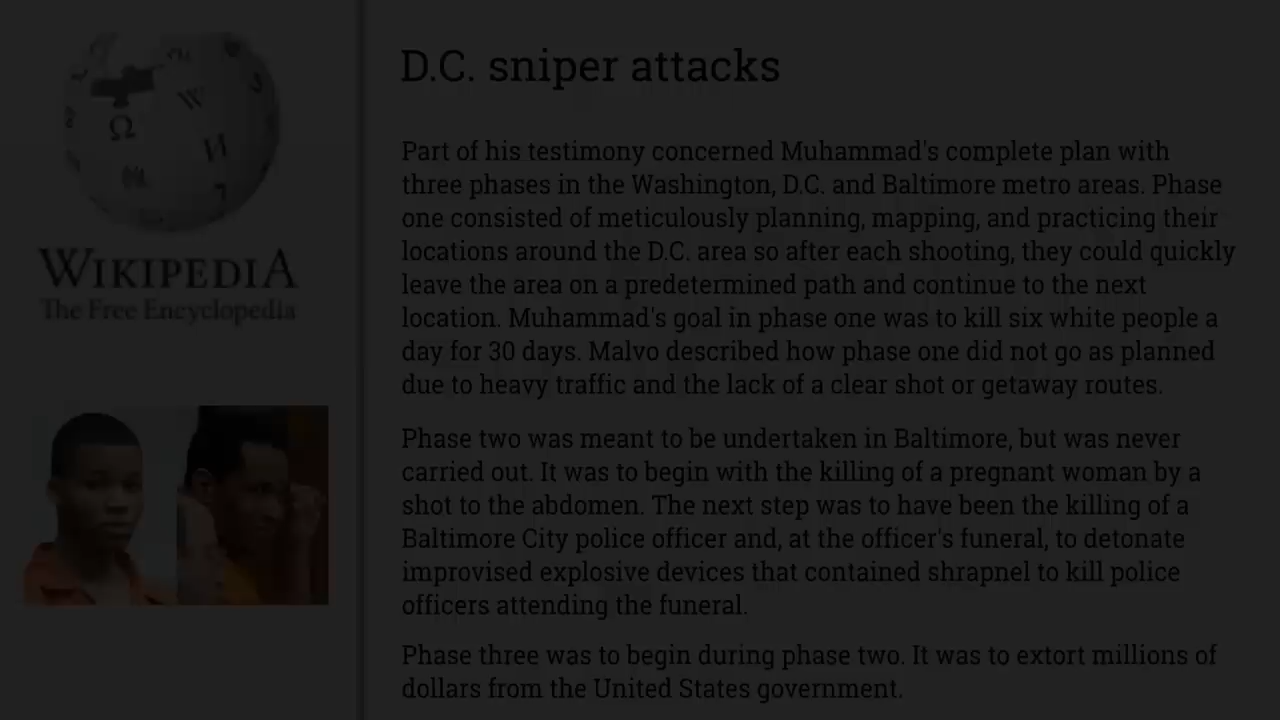 WIKIPEDIA
The Free Encyclopedia
D.C. sniper attacks
Part of his testimony concerned Muhammad's complete plan with
three phases in the Washington, D.C. and Baltimore metro areas. Phase
one consisted of meticulously planning, mapping, and practicing their
locations around the D.C. area so after each shooting, they could quickly
leave the area on a predetermined path and continue to the next
location. Muhammad's goal in phase one was to kill six white people a
day for 30 days. Malvo described how phase one did not go as planned
due to heavy traffic and the lack of a clear shot or getaway routes.
Phase two was meant to be undertaken in Baltimore, but was never
carried out. It was to begin with the killing of a pregnant woman by a
shot to the abdomen. The next step was to have been the killing of a
Baltimore City police officer and, at the officer's funeral, to detonate
improvised explosive devices that contained shrapnel to kill police
officers attending the funeral.
Phase three was to begin during phase two. It was to extort millions of
dollars from the United States government.